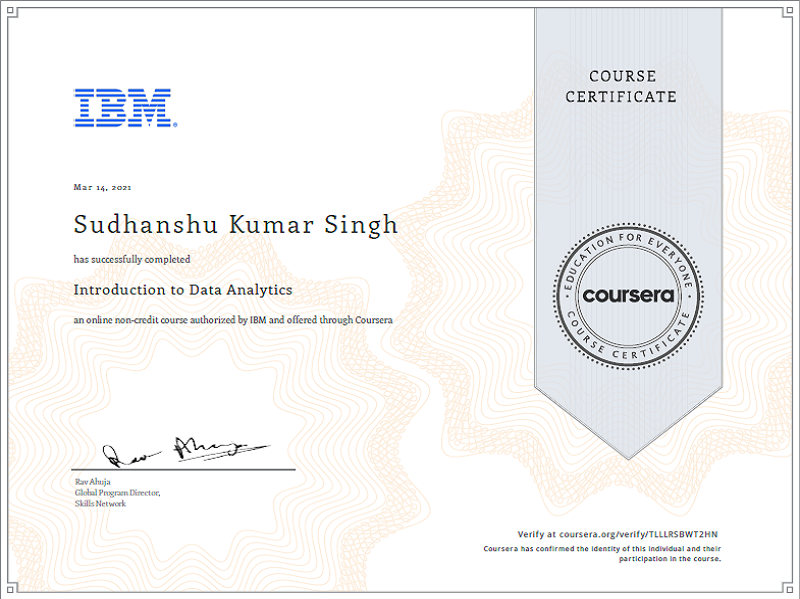 COURSE
CERTIFICATE
IBM®
Mar 14, 2021
Sudhanshu Kumar Singh
has successfully completed
Introduction to Data Analytics
an online non-credit course authorized by IBM and offered through Coursera
EDUCATION FOR EVERYONE
coursera
COURSE CERTIFICATE
Rav Ahuja
Rav Ahuja
Global Program Director,
Skills Network
Verify at coursera.org/verify/TLLLRSBWT2HN
Coursera has confirmed the identity of this individual and their
participation in the course.